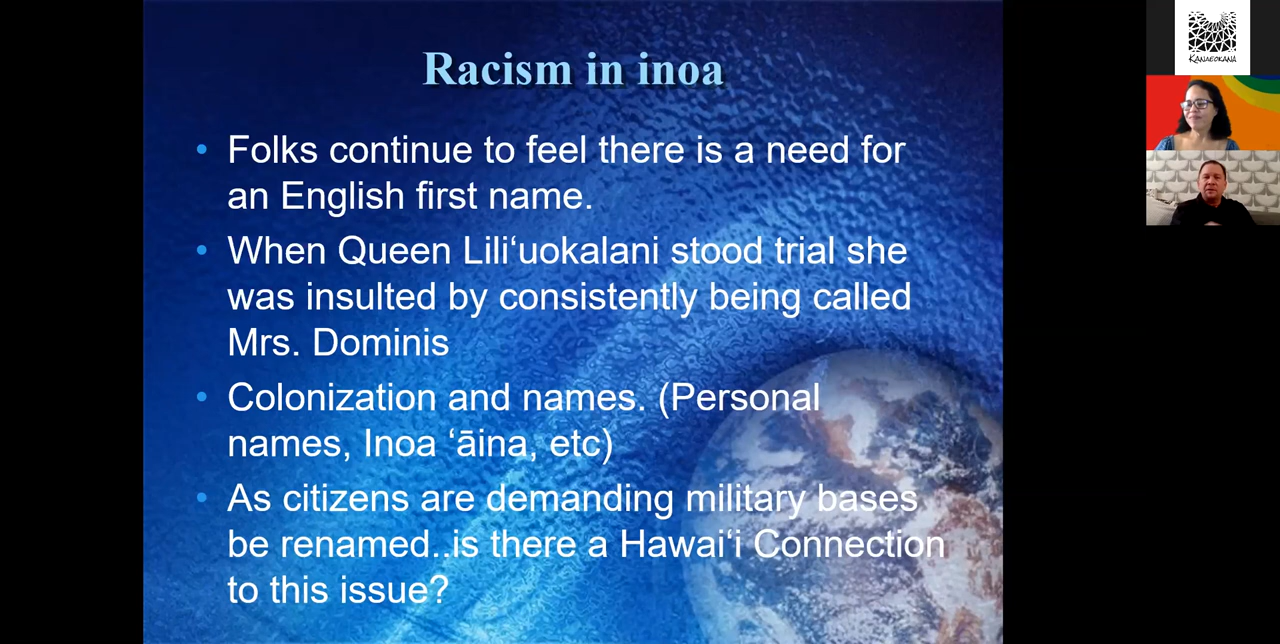 Racism in inoa
• Folks continue to feel there is a need for
an English first name.
• When Queen Liliʻuokalani stood trial she
was insulted by consistently being called
Mrs. Dominis
• Colonization and names. (Personal
names, Inoa ʻāina, etc)
• As citizens are demanding military bases
be renamed..is there a Hawaiʻi Connection
to this issue?
KANAEOKANA